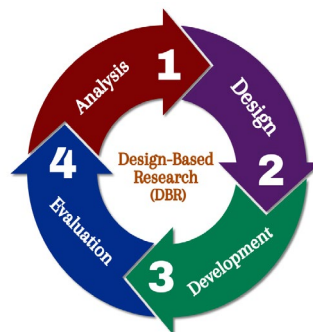 Analysis
1
Design
2
Development
3
Evaluation
4
Design-Based
Research
(DBR)